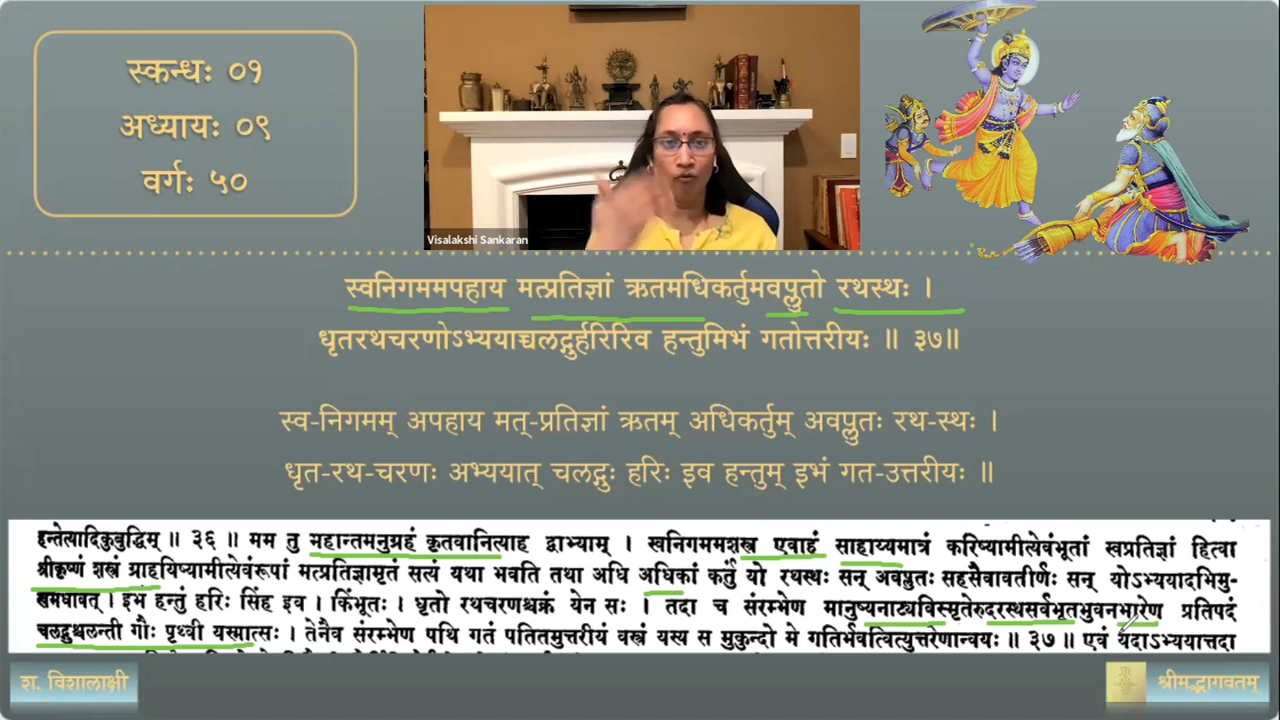 स्कन्धः ०१
अध्यायः ०९
वर्गः ५०
Visalakshi Sankaran
स्वनिगममपहाय मत्प्रतिज्ञां ऋतमधिकर्तुमवप्लुतो रथस्थः ।
धृतरथचरणोऽभ्ययाच्चलद्गुर्हरिरिव हन्तुमिभं गतोत्तरीयः ॥ ३७॥
स्व-निगमम् अपहाय मत्-प्रतिज्ञां ऋतम् अधिकर्तुम् अवप्लुतः रथ-स्थः ।
धृत-रथ-चरणः अभ्ययात् चलद्गुः हरिः इव हन्तुम् इभं गत-उत्तरीयः ॥
हन्तेत्यादिकुबुद्धिम् ॥ ३६ ॥ मम तु महान्तमनुग्रहं कृतवानित्याह द्वाभ्याम् । स्वनिगममशस्त्र एवाहं साहाय्यमात्रं करिष्यामीत्येवंभूतां स्वप्रतिज्ञां हित्वा
श्रीकृष्णं शस्त्रं ग्राहयिष्यामीत्येवंरूपां मत्प्रतिज्ञामृतं सत्यं यथा भवति तथा अधि अधिकां कर्तुं यो रथस्थः सन् अवप्लुतः सहसैवावतीर्णः सन् योऽभ्ययादभिमु-
खमधावत् । इभं हन्तुं हरिः सिंह इव । किंभूतः । धृतो रथचरणश्चक्रं येन सः । तदा च संरम्भेण मानुष्यनाट्यविस्मृतेरुदरस्थसर्वभूतभुवनभारेण प्रतिपदं
चलद्गुश्चलन्ती गौः पृथ्वी यस्मात्सः । तेनैव संरम्भेण पथि गतं पतितमुत्तरीयं वस्त्रं यस्य स मुकुन्दो मे गतिर्भवत्वित्युत्तरेणान्वयः ॥ ३७ ॥ एवं यदाऽभ्ययात्तदा
श. विशालाक्षी
श्रीमद्भागवतम्